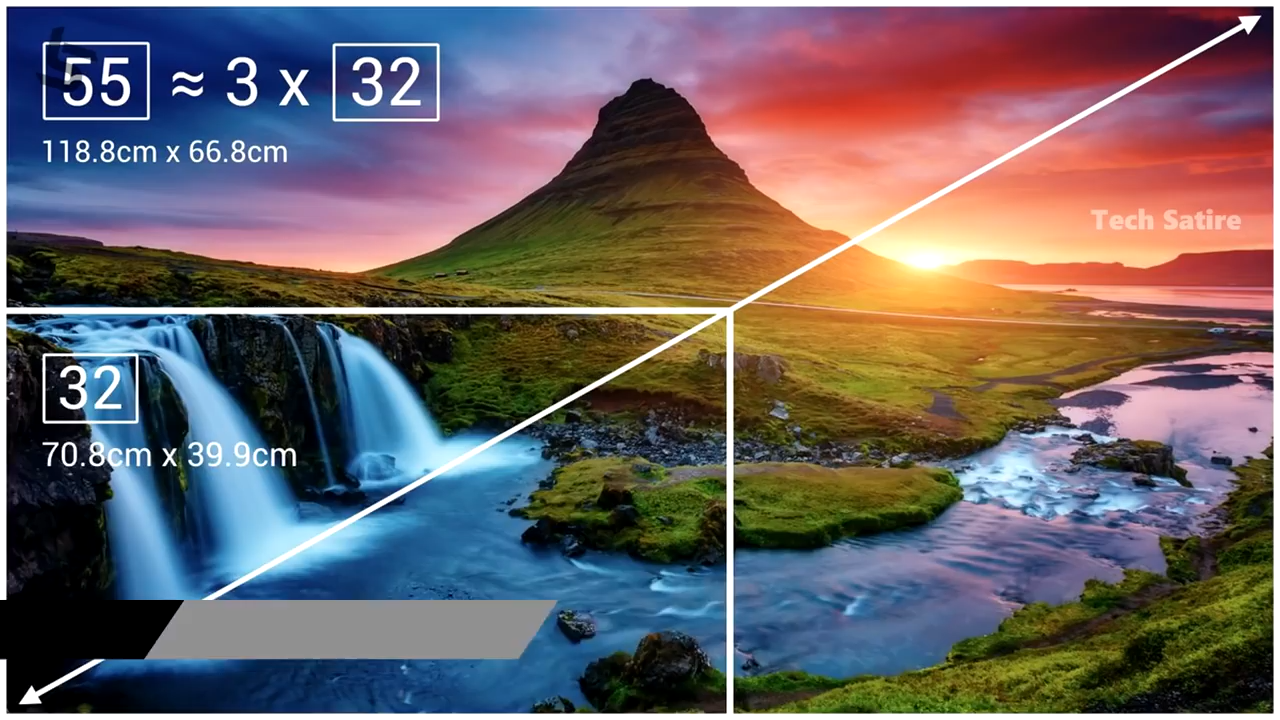 55 ≈ 3 x 32
118.8cm x 66.8cm
Tech Satire
32
70.8cm x 39.9cm